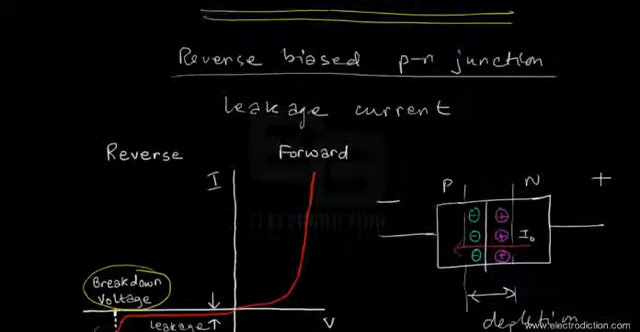 Reverse biased p-n junction
leakage current
Reverse
Forward
I
P
N
+
−
I₀
Breakdown
Voltage
leakage
V
depletion
www.electrodiction.com